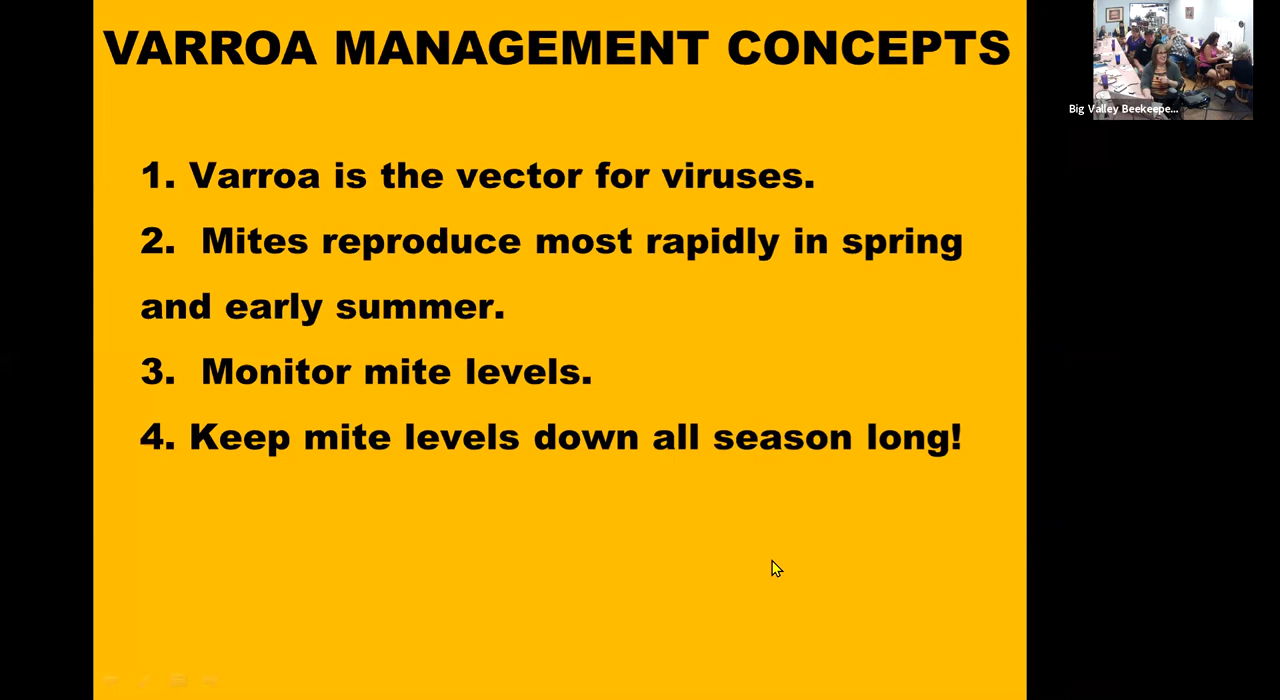 VARROA MANAGEMENT CONCEPTS
1. Varroa is the vector for viruses.
2. Mites reproduce most rapidly in spring
and early summer.
3. Monitor mite levels.
4. Keep mite levels down all season long!
Big Valley Beekeepe...